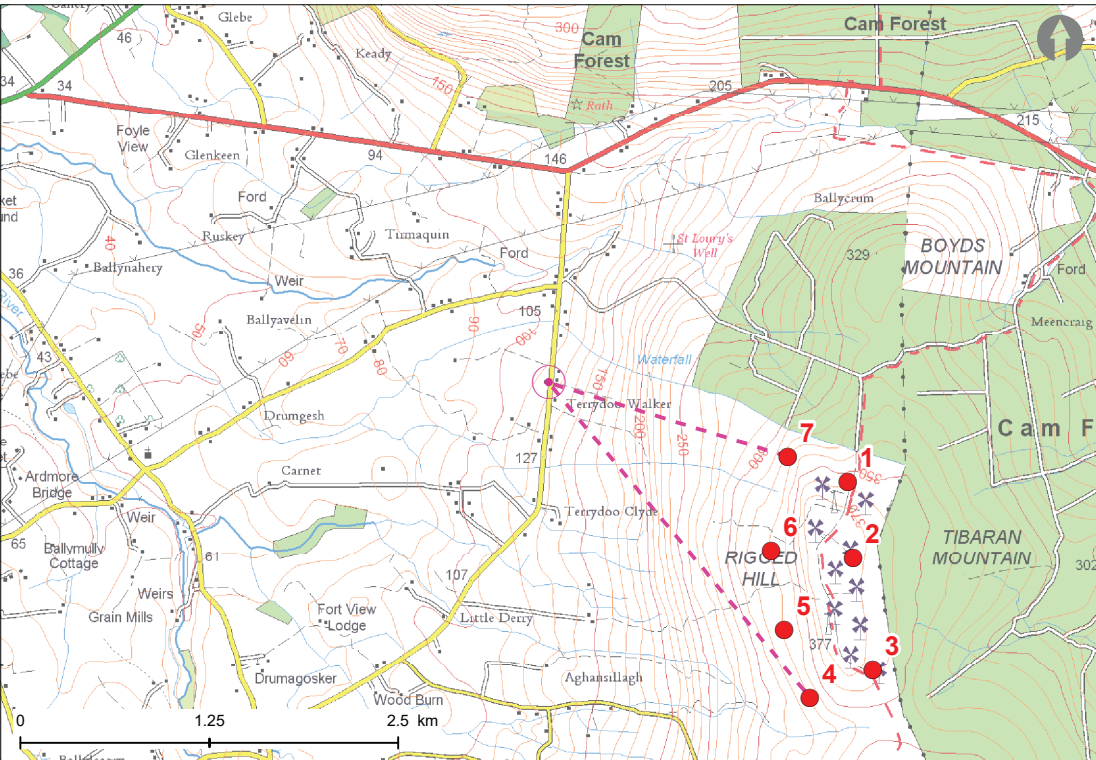 Glebe
46
Keady
300
Cam
Forest
Cam Forest
34
34
150
Rath
205
215
Foyle
View
Glenkeen
94
146
Ford
Ballycrum
Ruskey
Tirmaquin
Ford
St Loury's
Well
329
BOYDS
MOUNTAIN
40
Ballynahery
36
Weir
Ford
River
Ballyavelin
105
90
100
50
Meencraig
43
60
70
80
Waterfall
150
Terrydoo Walker
200
250
Drumgesh
Cam F
127
300
7
1
350
Carnet
Ardmore
Bridge
Terrydoo Clyde
Weir
65
Ballymully
Cottage
61
6
2
RIGGED
HILL
TIBARAN
MOUNTAIN
302
107
Weirs
Grain Mills
Fort View
Lodge
Little Derry
5
377
3
4
Drumagosker
Aghansillagh
Wood Burn
0
1.25
2.5 km